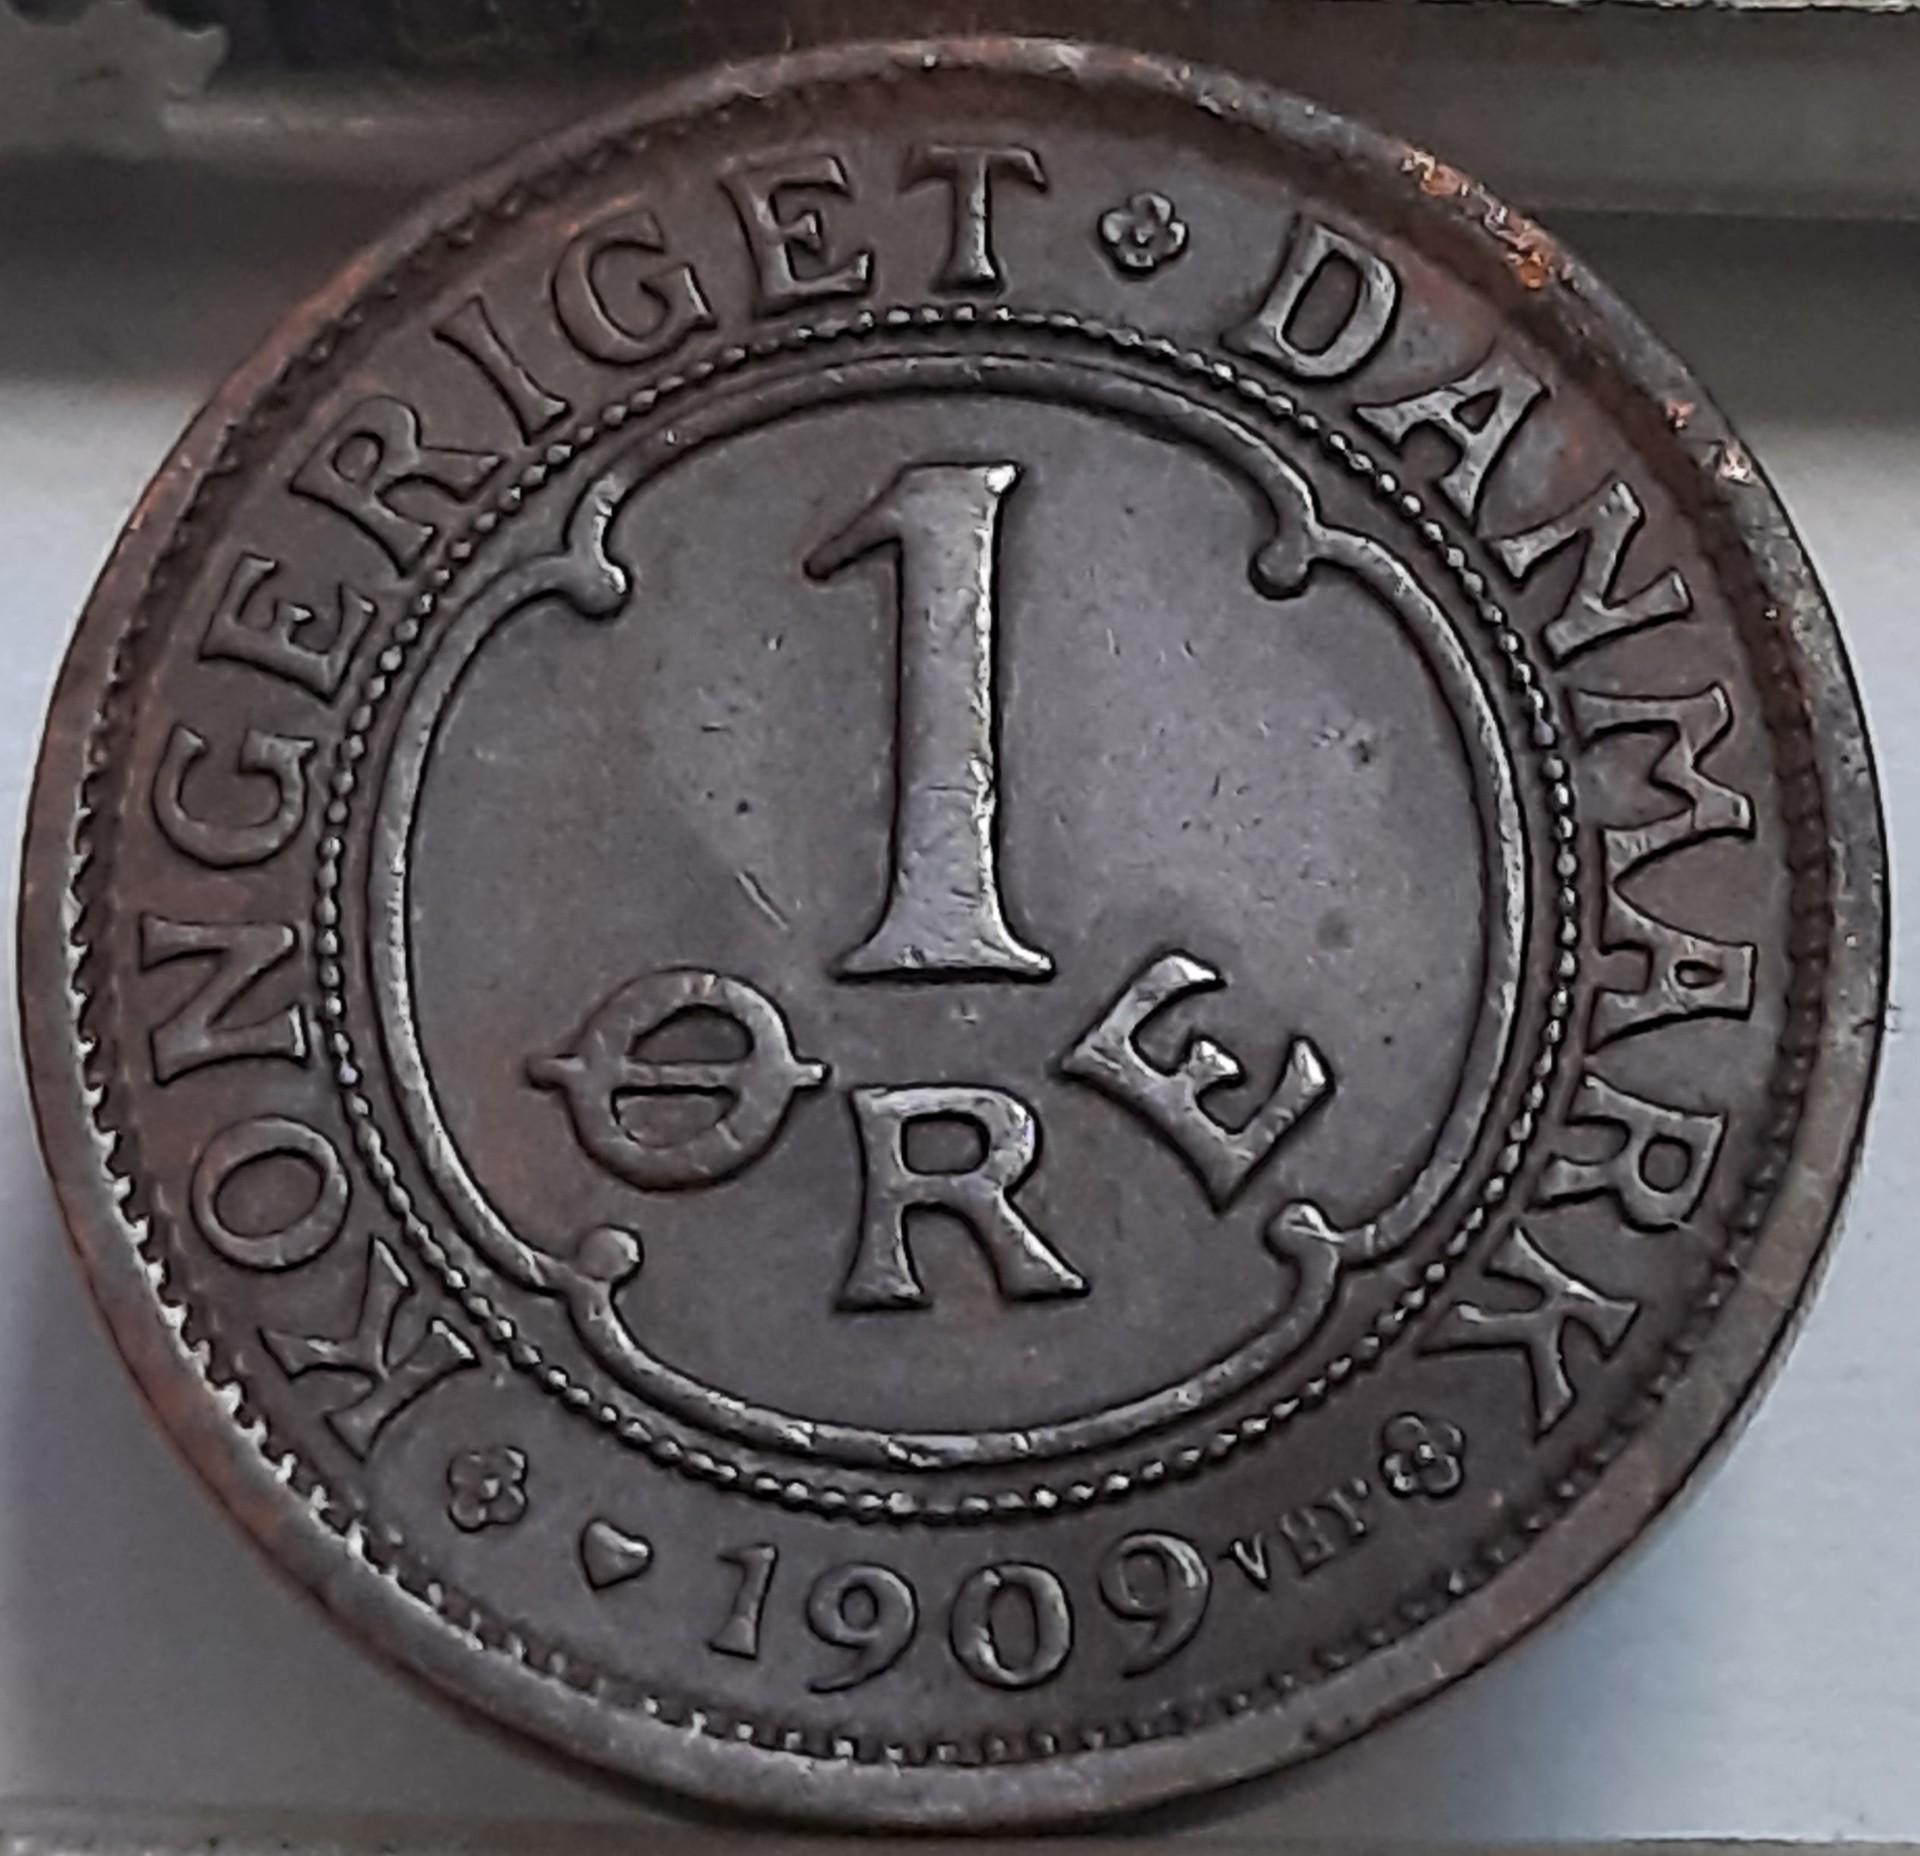 KONGERIGET DANMARK
1
ØRE
1909 VBP